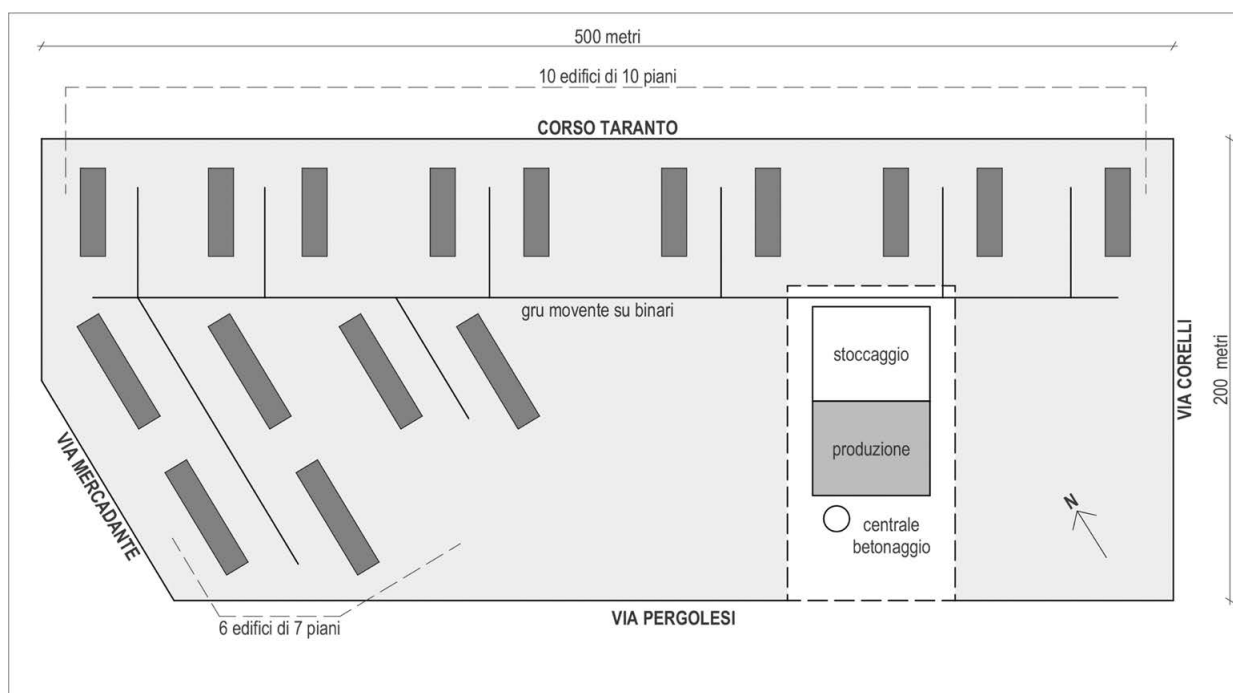 500 metri
10 edifici di 10 piani
CORSO TARANTO
gru movente su binari
stoccaggio
VIA CORELLI
200 metri
produzione
VIA MERCADANTE
N
centrale
betonaggio
VIA PERGOLESI
6 edifici di 7 piani